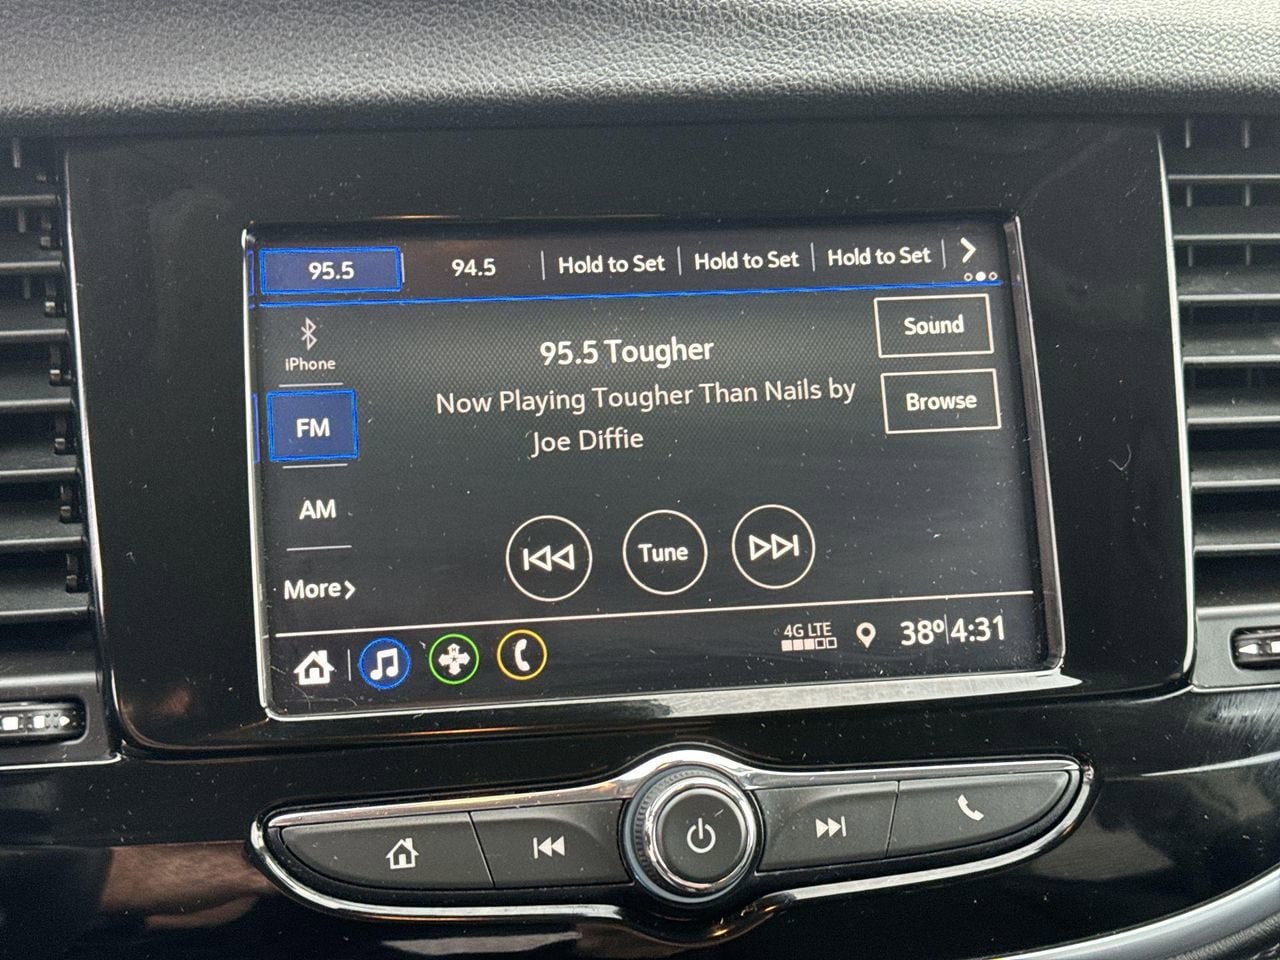 95.5 94.5 Hold to Set Hold to Set Hold to Set
iPhone
FM
AM
More
95.5 Tougher
Now Playing Tougher Than Nails by
Joe Diffie
Sound
Browse
Tune
4G LTE
38° 4:31